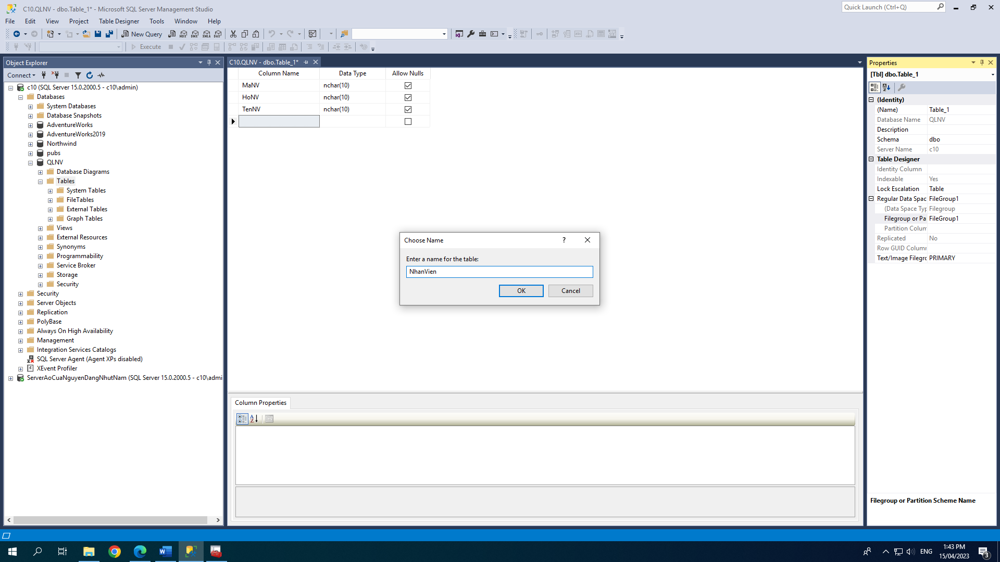 C10.QLNV - dbo.Table_1* - Microsoft SQL Server Management Studio
Quick Launch (Ctrl+Q)
File Edit View Project Table Designer Tools Window Help
New Query
Execute
Object Explorer
Connect
c10 (SQL Server 15.0.2000.5 - c10\admin)
Databases
System Databases
Database Snapshots
AdventureWorks
AdventureWorks2019
Northwind
pubs
QLNV
Database Diagrams
Tables
System Tables
FileTables
External Tables
Graph Tables
Views
External Resources
Synonyms
Programmability
Service Broker
Storage
Security
Security
Server Objects
Replication
PolyBase
Always On High Availability
Management
Integration Services Catalogs
SQL Server Agent (Agent XPs disabled)
XEvent Profiler
ServerAoCuaNguyenDangNhutNam (SQL Server 15.0.2000.5 - c10\admi
C10.QLNV - dbo.Table_1*
Column Name Data Type Allow Nulls
MaNV nchar(10)
HoNV nchar(10)
TenNV nchar(10)
Choose Name
Enter a name for the table:
NhanVien
OK Cancel
Column Properties
Properties
[Tbl] dbo.Table_1
(Identity)
(Name) Table_1
Database Name QLNV
Description
Schema dbo
Server Name c10
Table Designer
Identity Column
Indexable Yes
Lock Escalation Table
Regular Data Spac FileGroup1
(Data Space Typ Filegroup
Filegroup or Pa FileGroup1
Partition Colum
Replicated No
Row GUID Column
Text/Image Filegro PRIMARY
Filegroup or Partition Scheme Name
ENG
1:43 PM
15/04/2023
3